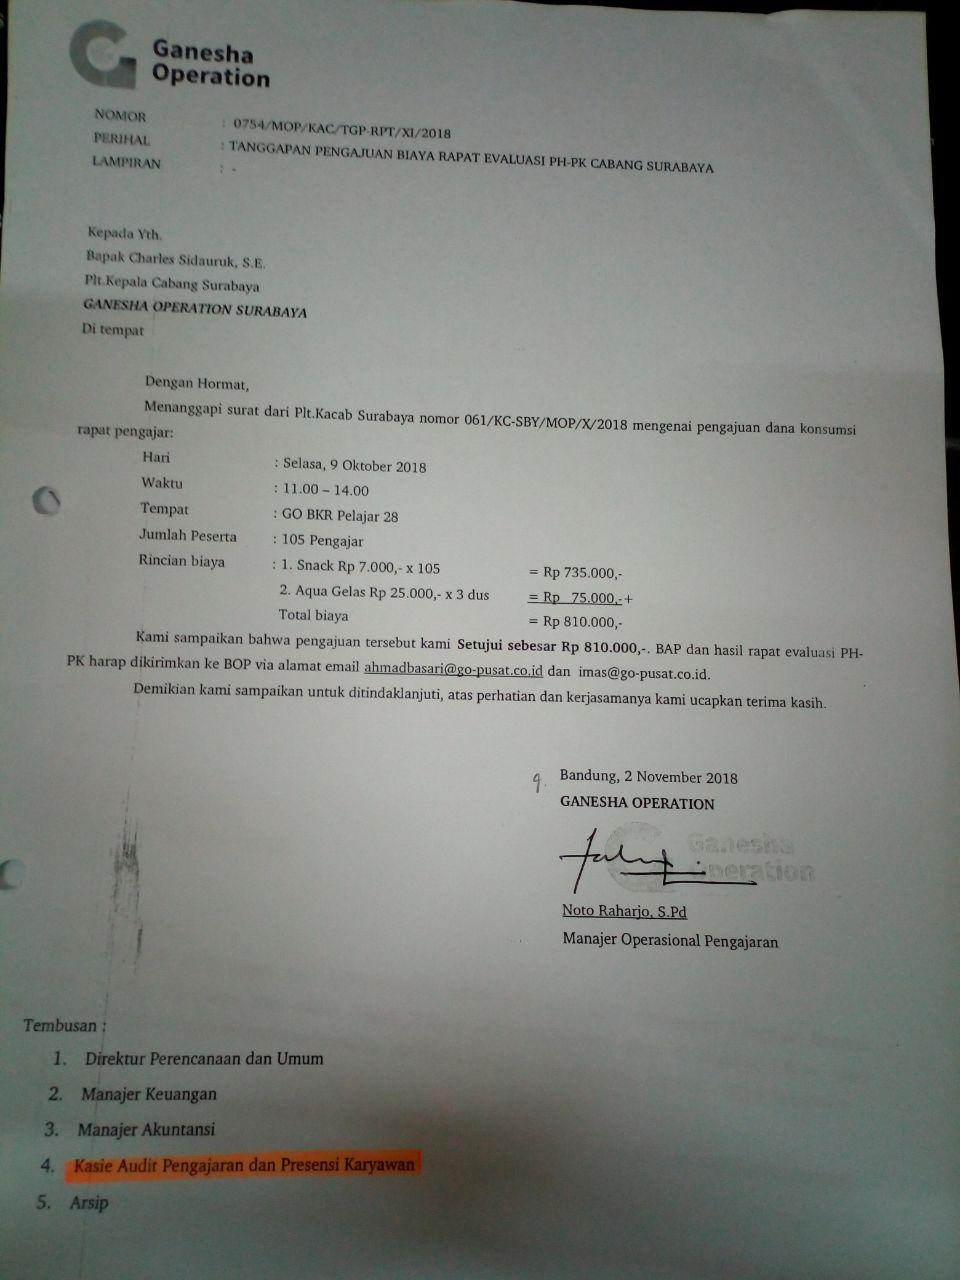 Ganesha
Operation
NOMOR : 0754/MOP/KAC/TGP-RPT/XI/2018
PERIHAL : TANGGAPAN PENGAJUAN BIAYA RAPAT EVALUASI PH-PK CABANG SURABAYA
LAMPIRAN : -
Kepada Yth.
Bapak Charles Sidauruk, S.E.
Plt.Kepala Cabang Surabaya
GANESHA OPERATION SURABAYA
Di tempat
Dengan Hormat,
Menanggapi surat dari Plt.Kacab Surabaya nomor 061/KC-SBY/MOP/X/2018 mengenai pengajuan dana konsumsi
rapat pengajar:
Hari : Selasa, 9 Oktober 2018
Waktu : 11.00 – 14.00
Tempat : GO BKR Pelajar 28
Jumlah Peserta : 105 Pengajar
Rincian biaya : 1. Snack Rp 7.000,- x 105 = Rp 735.000,-
2. Aqua Gelas Rp 25.000,- x 3 dus = Rp 75.000,-+
Total biaya = Rp 810.000,-
Kami sampaikan bahwa pengajuan tersebut kami Setujui sebesar Rp 810.000,-. BAP dan hasil rapat evaluasi PH-
PK harap dikirimkan ke BOP via alamat email ahmadbasari@go-pusat.co.id dan imas@go-pusat.co.id.
Demikian kami sampaikan untuk ditindaklanjuti, atas perhatian dan kerjasamanya kami ucapkan terima kasih.
Bandung, 2 November 2018
GANESHA OPERATION
Ganesha
Operation
Noto Raharjo, S.Pd
Manajer Operasional Pengajaran
Tembusan :
1. Direktur Perencanaan dan Umum
2. Manajer Keuangan
3. Manajer Akuntansi
4. Kasie Audit Pengajaran dan Presensi Karyawan
5. Arsip